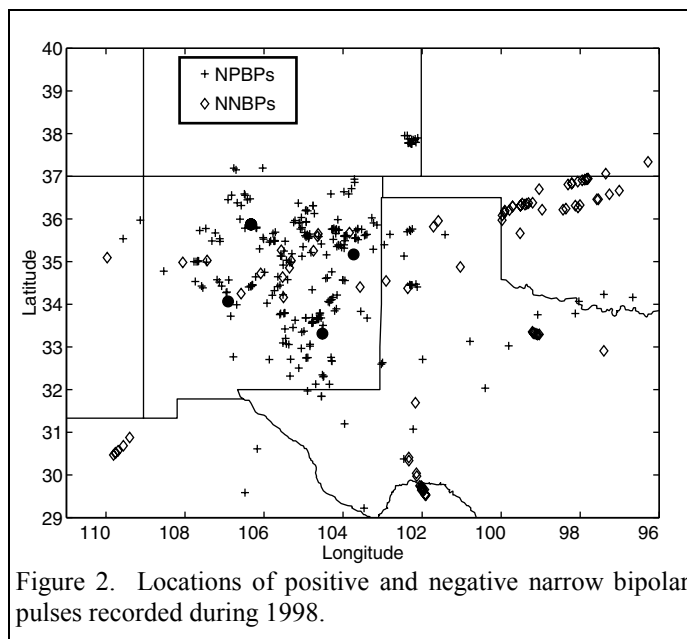 40
39
38
37
36
35
34
33
32
31
30
29
Latitude
+ NPBPs
◇ NNBPs
110 108 106 104 102 100 98 96
Longitude
Figure 2. Locations of positive and negative narrow bipolar
pulses recorded during 1998.